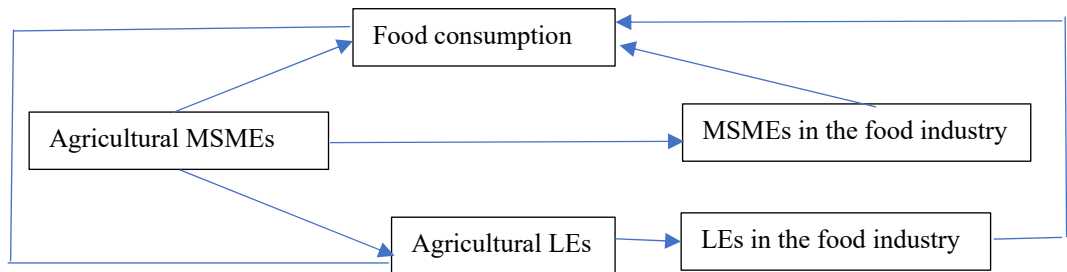 Food consumption
Agricultural MSMEs
MSMEs in the food industry
Agricultural LEs
LEs in the food industry